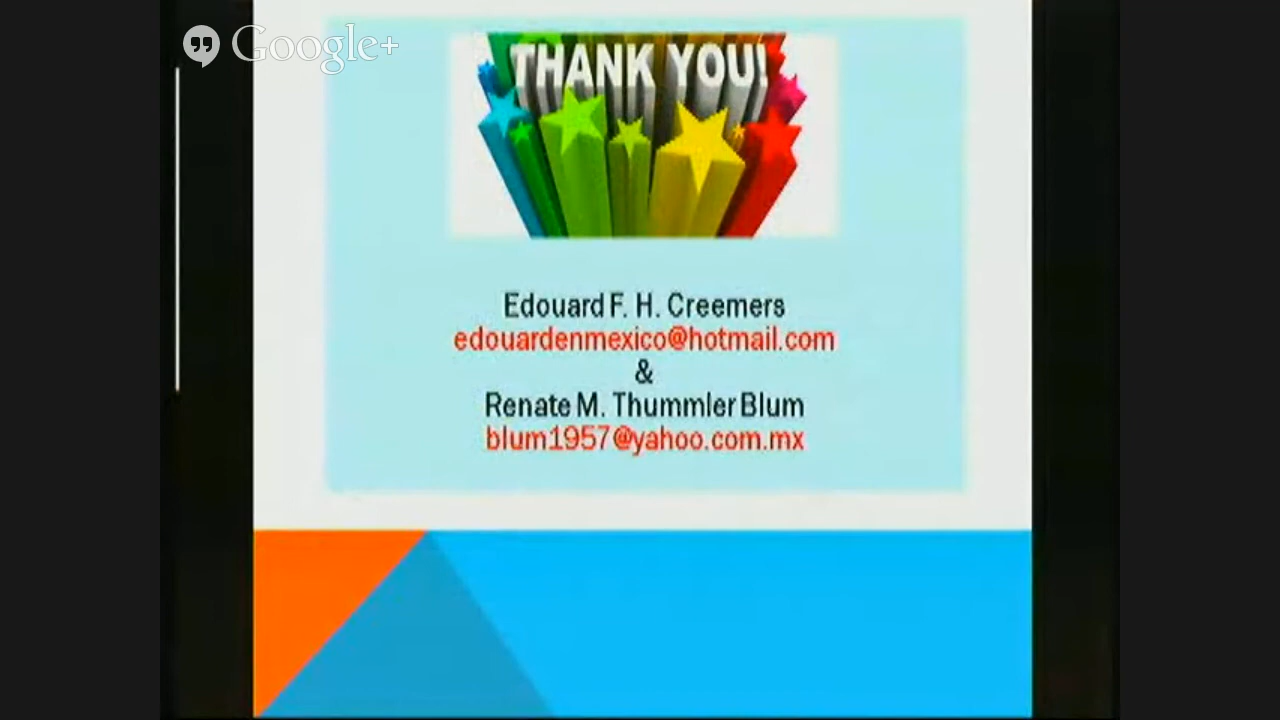 Google+
THANK YOU!
Edouard F. H. Creemers
edouardenmexico@hotmail.com
&
Renate M. Thummler Blum
blum1957@yahoo.com.mx